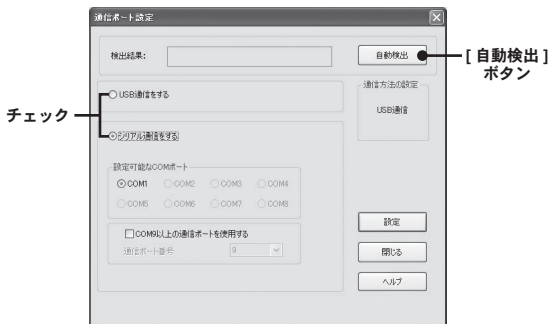 通信ポート設定
検出結果:
自動検出
[ 自動検出 ]
ボタン
チェック
USB通信をする
通信方法の設定
USB通信
シリアル通信をする
設定可能なCOMポート
COM1 COM2 COM3 COM4
COM5 COM6 COM7 COM8
COM9以上の通信ポートを使用する
通信ポート番号 9
設定
閉じる
ヘルプ